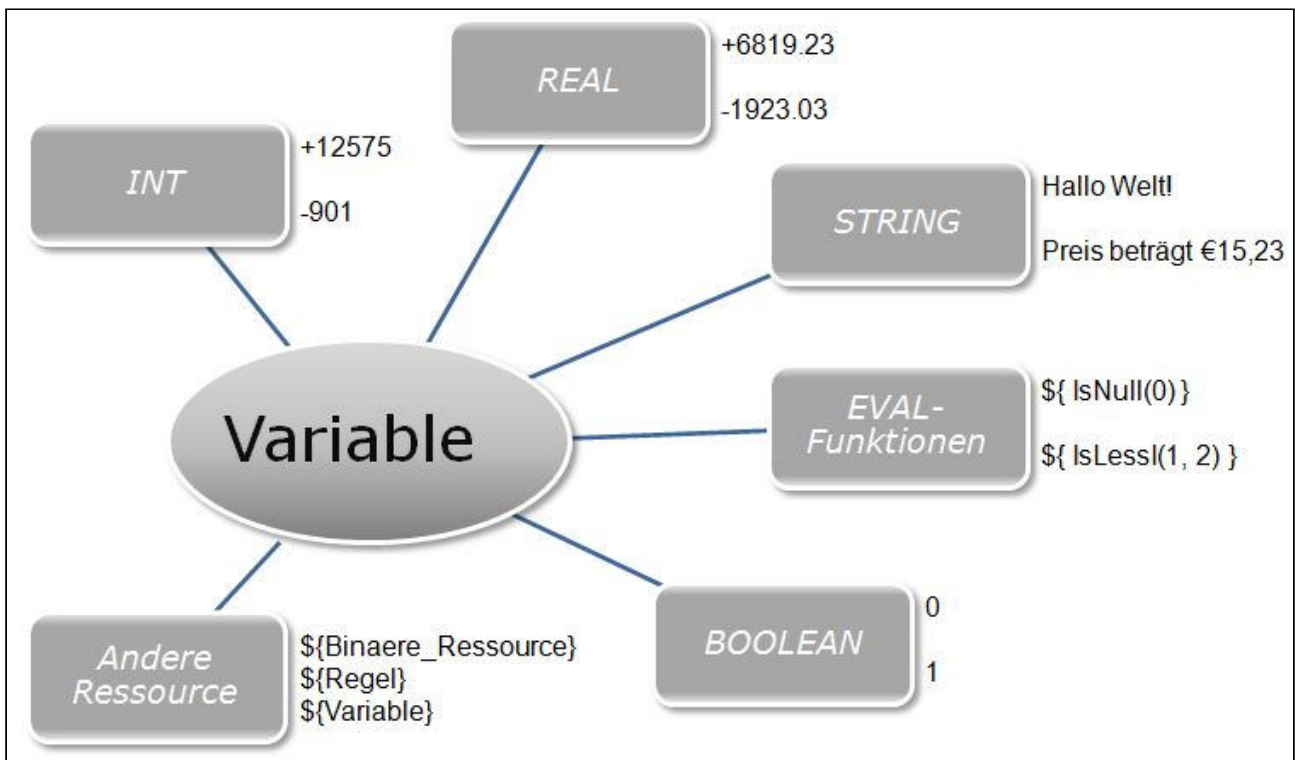 REAL
+6819.23
-1923.03
INT
+12575
-901
STRING
Hallo Welt!
Preis beträgt €15,23
EVAL-
Funktionen
${ IsNull(0) }
${ IsLessI(1, 2) }
Variable
BOOLEAN
0
1
Andere
Ressource
${Binaere_Ressource}
${Regel}
${Variable}